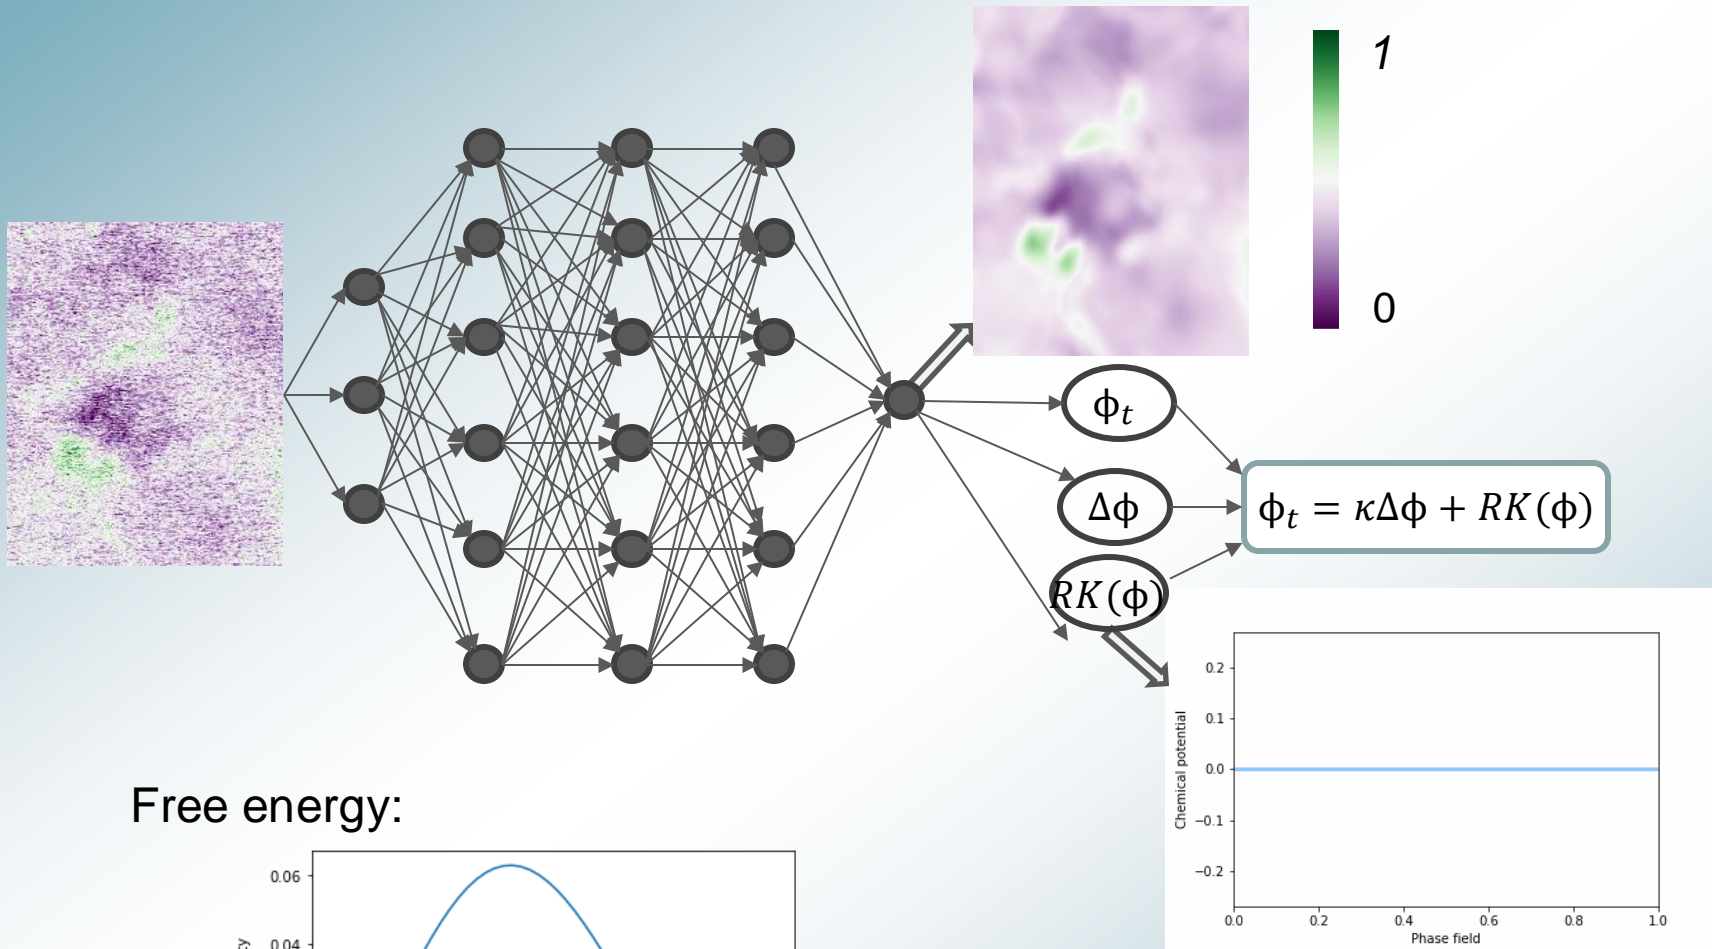 1
0
ϕₜ
Δϕ
RK(ϕ)
ϕₜ = κΔϕ + RK(ϕ)
Free energy:
0.06
0.04
0.2
0.1
0.0
−0.1
−0.2
Chemical potential
0.0 0.2 0.4 0.6 0.8 1.0
Phase field